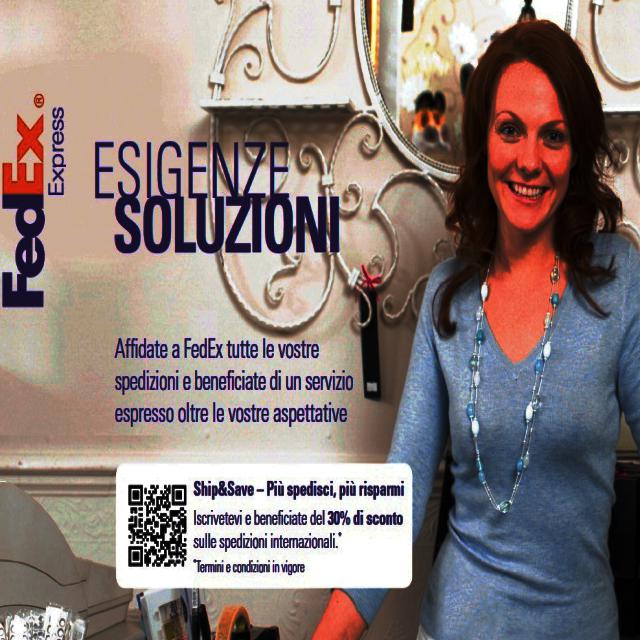 FedEx®
Express
ESIGENZE
SOLUZIONI
Affidate a FedEx tutte le vostre
spedizioni e beneficiate di un servizio
espresso oltre le vostre aspettative
Ship&Save – Più spedisci, più risparmi
Iscrivetevi e beneficiate del 30% di sconto
sulle spedizioni internazionali.*
*Termini e condizioni in vigore